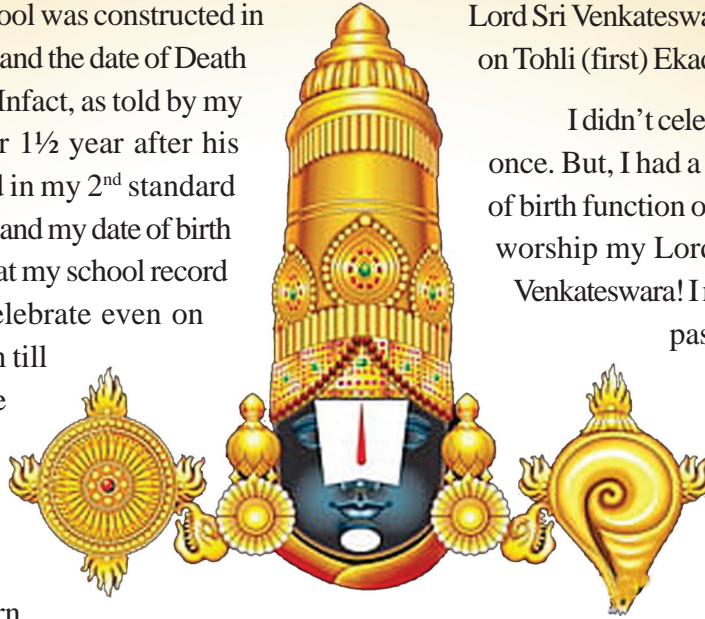 ool was constructed in
and the date of Death
Infact, as told by my
r 1½ year after his
d in my 2nd standard
and my date of birth
at my school record
elebrate even on
n till
e
rn
Lord Sri Venkateswa
on Tohli (first) Ekad
I didn't cele
once. But, I had a
of birth function o
worship my Lord
Venkateswara! I r
pas